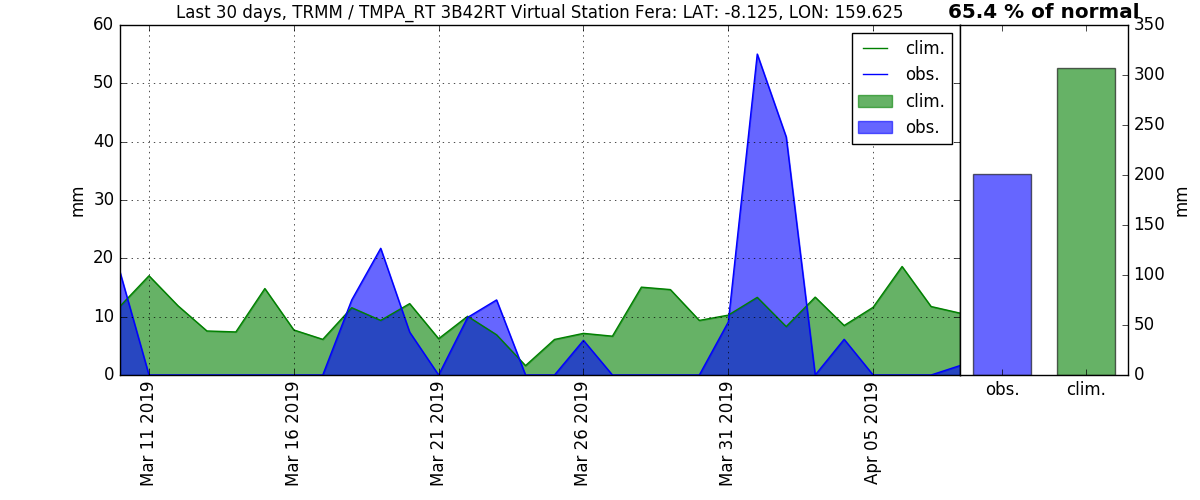 Last 30 days, TRMM / TMPA_RT 3B42RT Virtual Station Fera: LAT: -8.125, LON: 159.625
65.4 % of normal
60
50
40
30
20
10
0
mm
clim.
obs.
clim.
obs.
Mar 11 2019
Mar 16 2019
Mar 21 2019
Mar 26 2019
Mar 31 2019
Apr 05 2019
350
300
250
200
150
100
50
0
mm
obs.
clim.